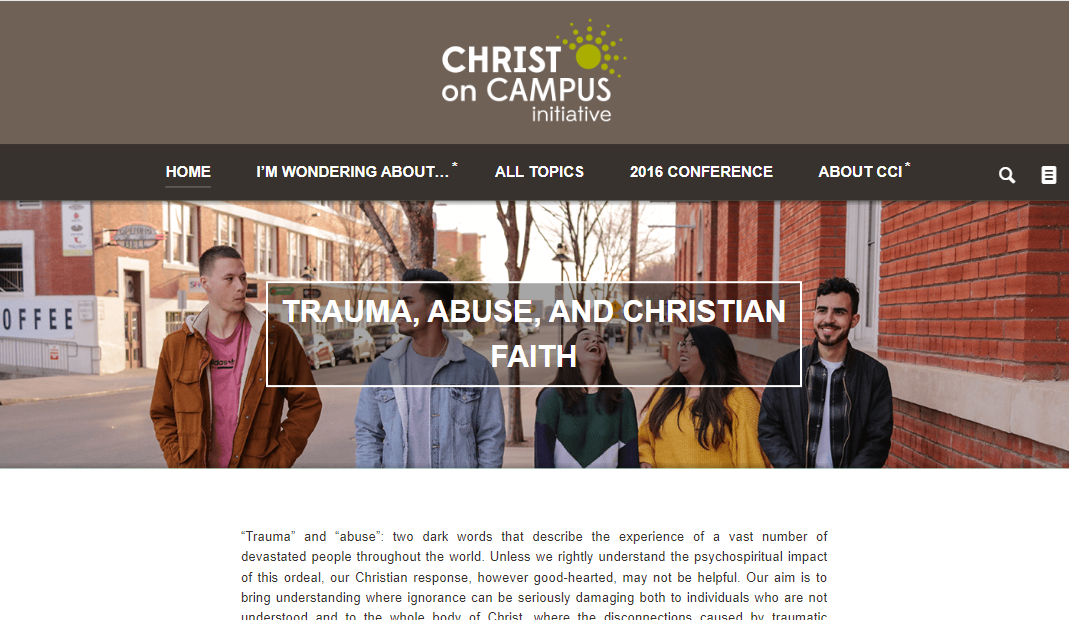 CHRIST
on CAMPUS
initiative
HOME I'M WONDERING ABOUT...* ALL TOPICS 2016 CONFERENCE ABOUT CCI*
OFFEE
TRAUMA, ABUSE, AND CHRISTIAN
FAITH
“Trauma” and “abuse”: two dark words that describe the experience of a vast number of
devastated people throughout the world. Unless we rightly understand the psychospiritual impact
of this ordeal, our Christian response, however good-hearted, may not be helpful. Our aim is to
bring understanding where ignorance can be seriously damaging both to individuals who are not
understood and to the whole body of Christ, where the disconnections caused by traumatic